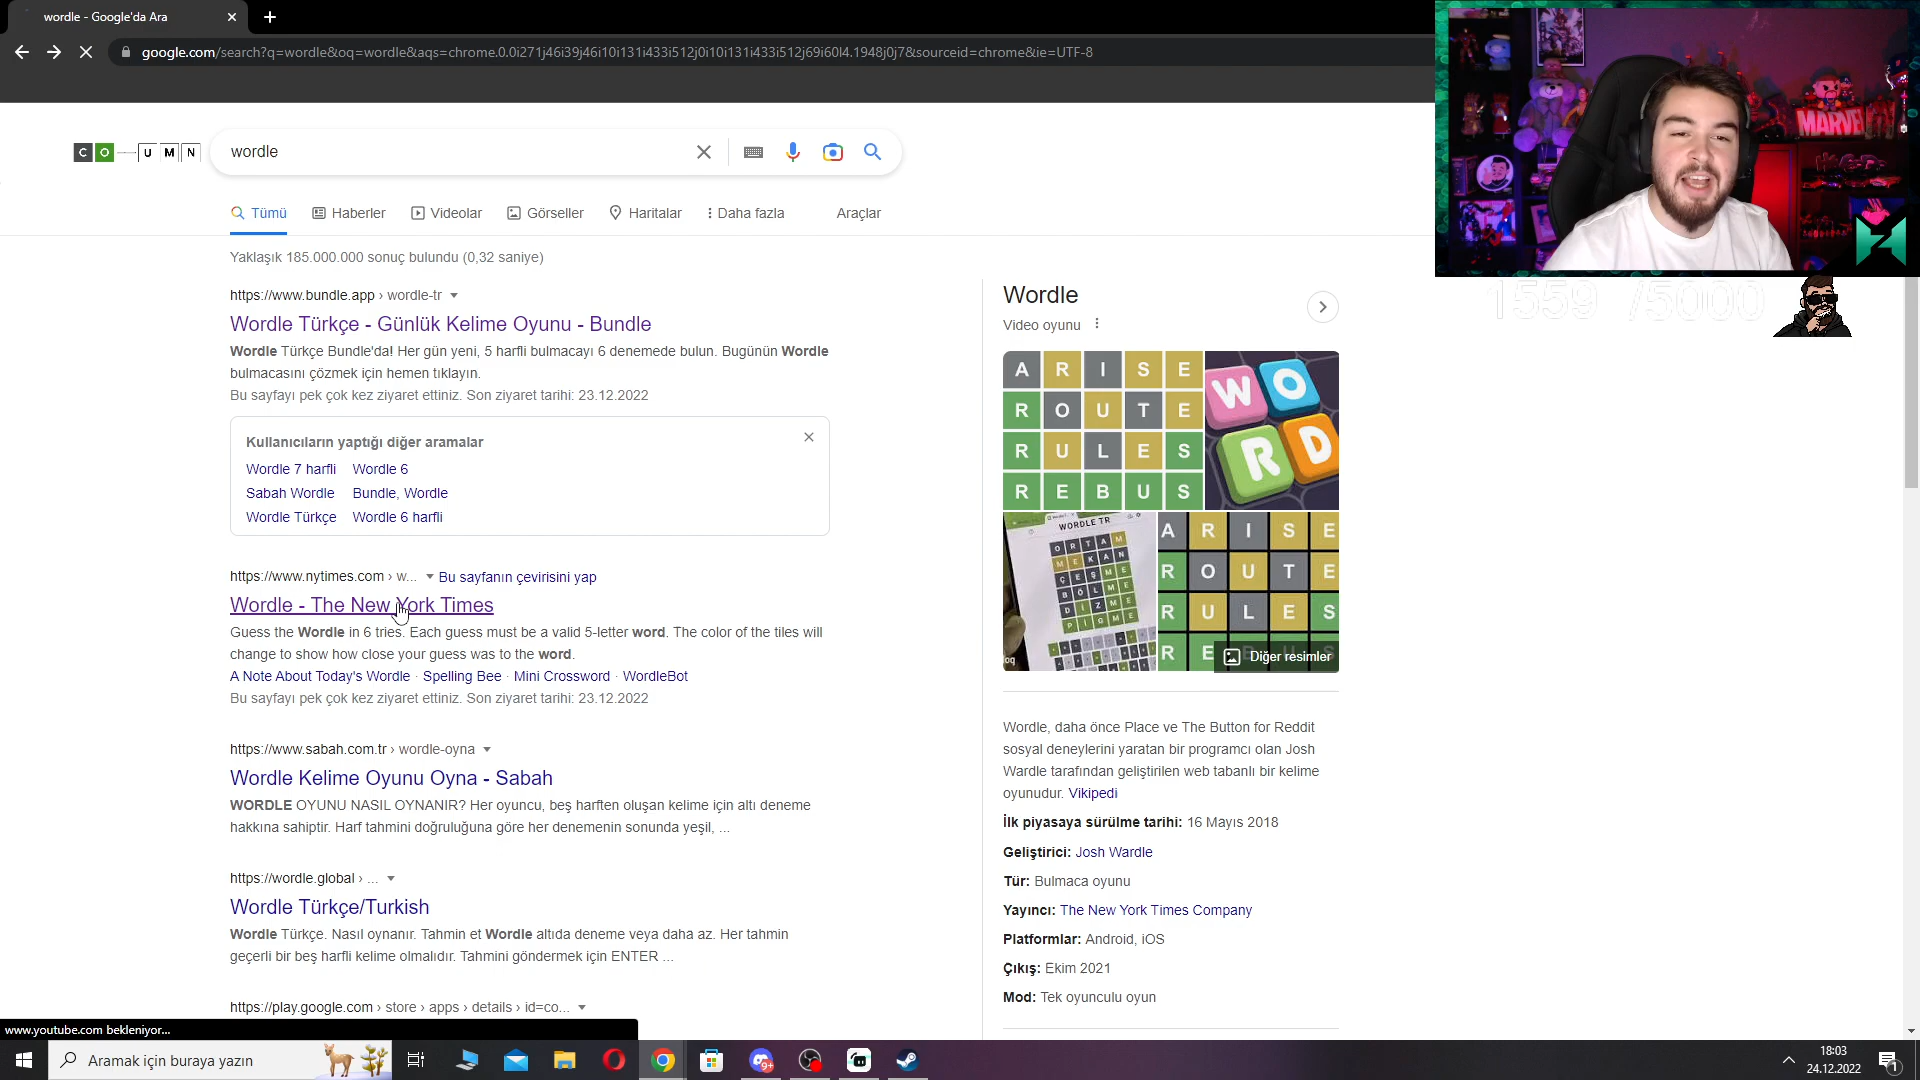 wordle - Google'da Ara
google.com/search?q=wordle&oq=wordle&aqs=chrome.0.0i271j46i39j46i10i131i433i512j0i10i131i433i512j69i60l4.1948j0j7&sourceid=chrome&ie=UTF-8
C O U M N
wordle
Tümü Haberler Videolar Görseller Haritalar Daha fazla Araçlar
Yaklaşık 185.000.000 sonuç bulundu (0,32 saniye)
https://www.bundle.app › wordle-tr
Wordle Türkçe - Günlük Kelime Oyunu - Bundle
Wordle Türkçe Bundle'da! Her gün yeni, 5 harfli bulmacayı 6 denemede bulun. Bugünün Wordle
bulmacasını çözmek için hemen tıklayın.
Bu sayfayı pek çok kez ziyaret ettiniz. Son ziyaret tarihi: 23.12.2022
Kullanıcıların yaptığı diğer aramalar
Wordle 7 harfli Wordle 6
Sabah Wordle Bundle, Wordle
Wordle Türkçe Wordle 6 harfli
https://www.nytimes.com › w... Bu sayfanın çevirisini yap
Wordle - The New York Times
Guess the Wordle in 6 tries. Each guess must be a valid 5-letter word. The color of the tiles will
change to show how close your guess was to the word.
A Note About Today's Wordle · Spelling Bee · Mini Crossword · WordleBot
Bu sayfayı pek çok kez ziyaret ettiniz. Son ziyaret tarihi: 23.12.2022
https://www.sabah.com.tr › wordle-oyna
Wordle Kelime Oyunu Oyna - Sabah
WORDLE OYUNU NASIL OYNANIR? Her oyuncu, beş harften oluşan kelime için altı deneme
hakkına sahiptir. Harf tahmini doğruluğuna göre her denemenin sonunda yeşil, ...
https://wordle.global › ...
Wordle Türkçe/Turkish
Wordle Türkçe. Nasıl oynanır. Tahmin et Wordle altıda deneme veya daha az. Her tahmin
geçerli bir beş harfli kelime olmalıdır. Tahmini göndermek için ENTER ...
https://play.google.com › store › apps › details › id=co...
www.youtube.com bekleniyor...
Wordle
Video oyunu
A R I S E
R O U T E
R U L E S
R E B U S
W O
R D
WORDLE TR
O R T A M
M E K A N
Ç E Ş M E
B Ö L M E
D İ Z M E
P İ G M E
A R I S E
R O U T E
R U L E S
R E
Diğer resimler
Wordle, daha önce Place ve The Button for Reddit
sosyal deneylerini yaratan bir programcı olan Josh
Wardle tarafından geliştirilen web tabanlı bir kelime
oyunudur. Vikipedi
İlk piyasaya sürülme tarihi: 16 Mayıs 2018
Geliştirici: Josh Wardle
Tür: Bulmaca oyunu
Yayıncı: The New York Times Company
Platformlar: Android, iOS
Çıkış: Ekim 2021
Mod: Tek oyunculu oyun
MARVEL
1559 /5000
Aramak için buraya yazın
9+
18:03
24.12.2022
1